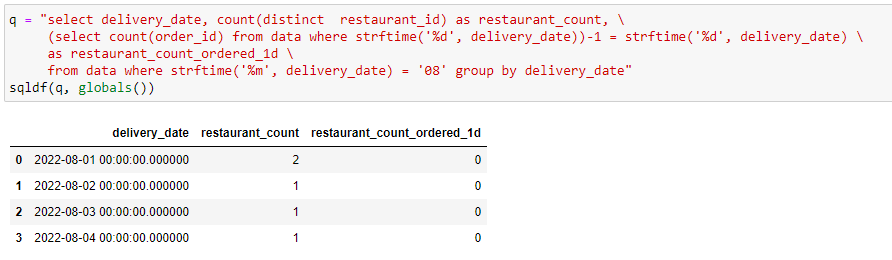 q = "select delivery_date, count(distinct  restaurant_id) as restaurant_count, \
(select count(order_id) from data where strftime('%d', delivery_date))-1 = strftime('%d', delivery_date) \
as restaurant_count_ordered_1d \
from data where strftime('%m', delivery_date) = '08' group by delivery_date"
sqldf(q, globals())
delivery_date restaurant_count restaurant_count_ordered_1d
0 2022-08-01 00:00:00.000000 2 0
1 2022-08-02 00:00:00.000000 1 0
2 2022-08-03 00:00:00.000000 1 0
3 2022-08-04 00:00:00.000000 1 0